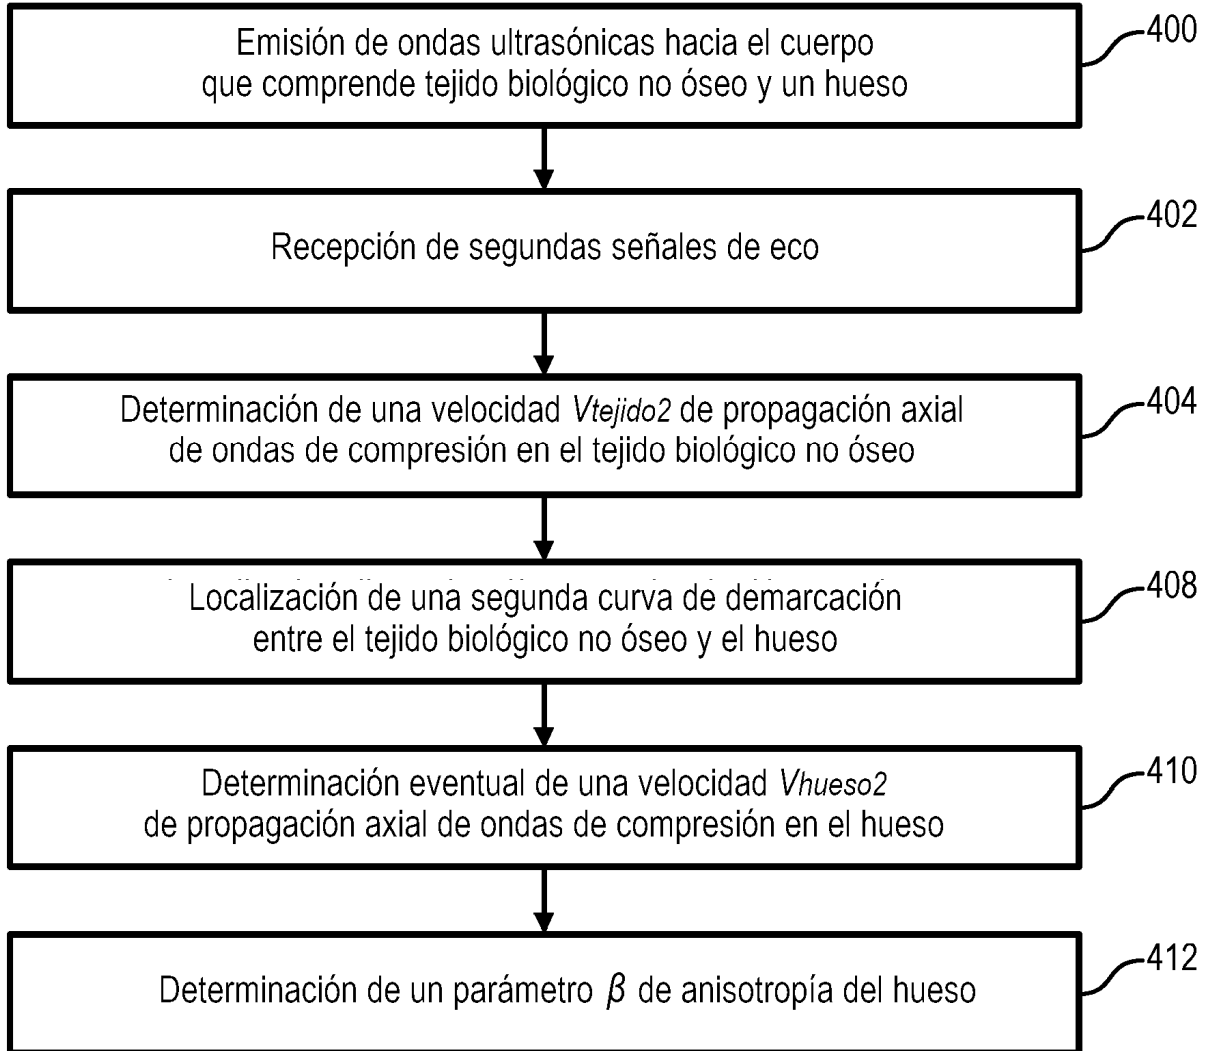 Emisión de ondas ultrasónicas hacia el cuerpo
que comprende tejido biológico no óseo y un hueso
400
Recepción de segundas señales de eco
402
Determinación de una velocidad Vtejido2 de propagación axial
de ondas de compresión en el tejido biológico no óseo
404
Localización de una segunda curva de demarcación
entre el tejido biológico no óseo y el hueso
408
Determinación eventual de una velocidad Vhueso2
de propagación axial de ondas de compresión en el hueso
410
Determinación de un parámetro β de anisotropía del hueso
412